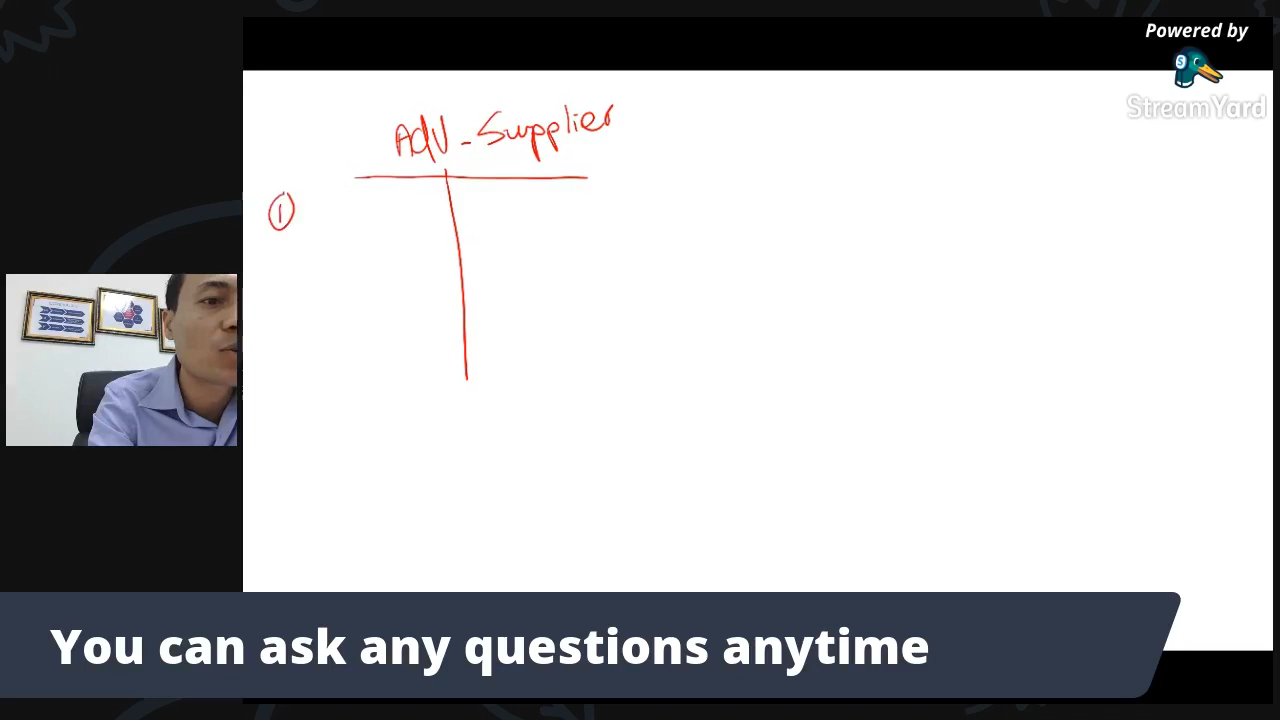 Powered by
StreamYard
Adv - Supplier
①
You can ask any questions anytime